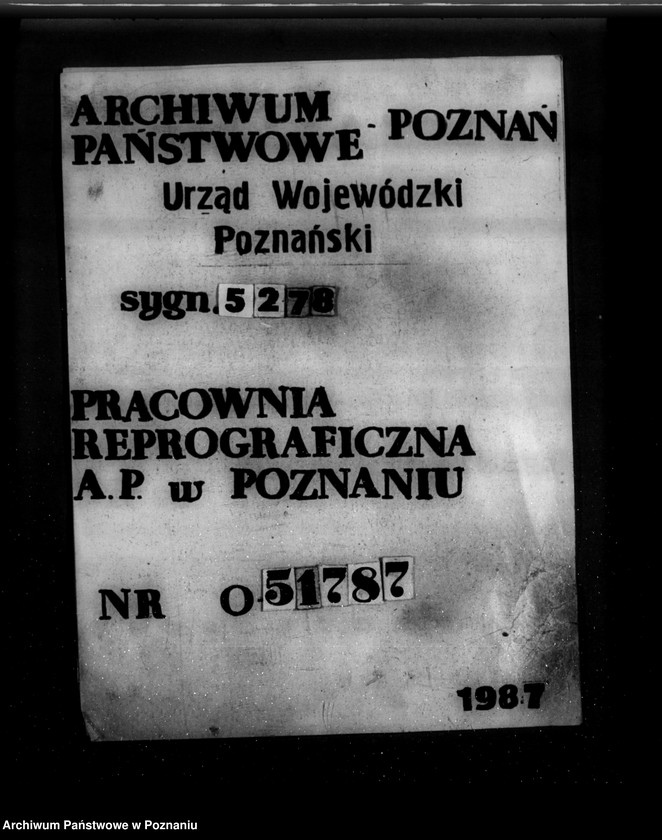 ARCHIWUM
PAŃSTWOWE - POZNAŃ
Urząd Wojewódzki
Poznański
sygn. 5278
PRACOWNIA
REPROGRAFICZNA
A.P. w POZNANIU
NR O-51787
1987
Archiwum Państwowe w Poznaniu